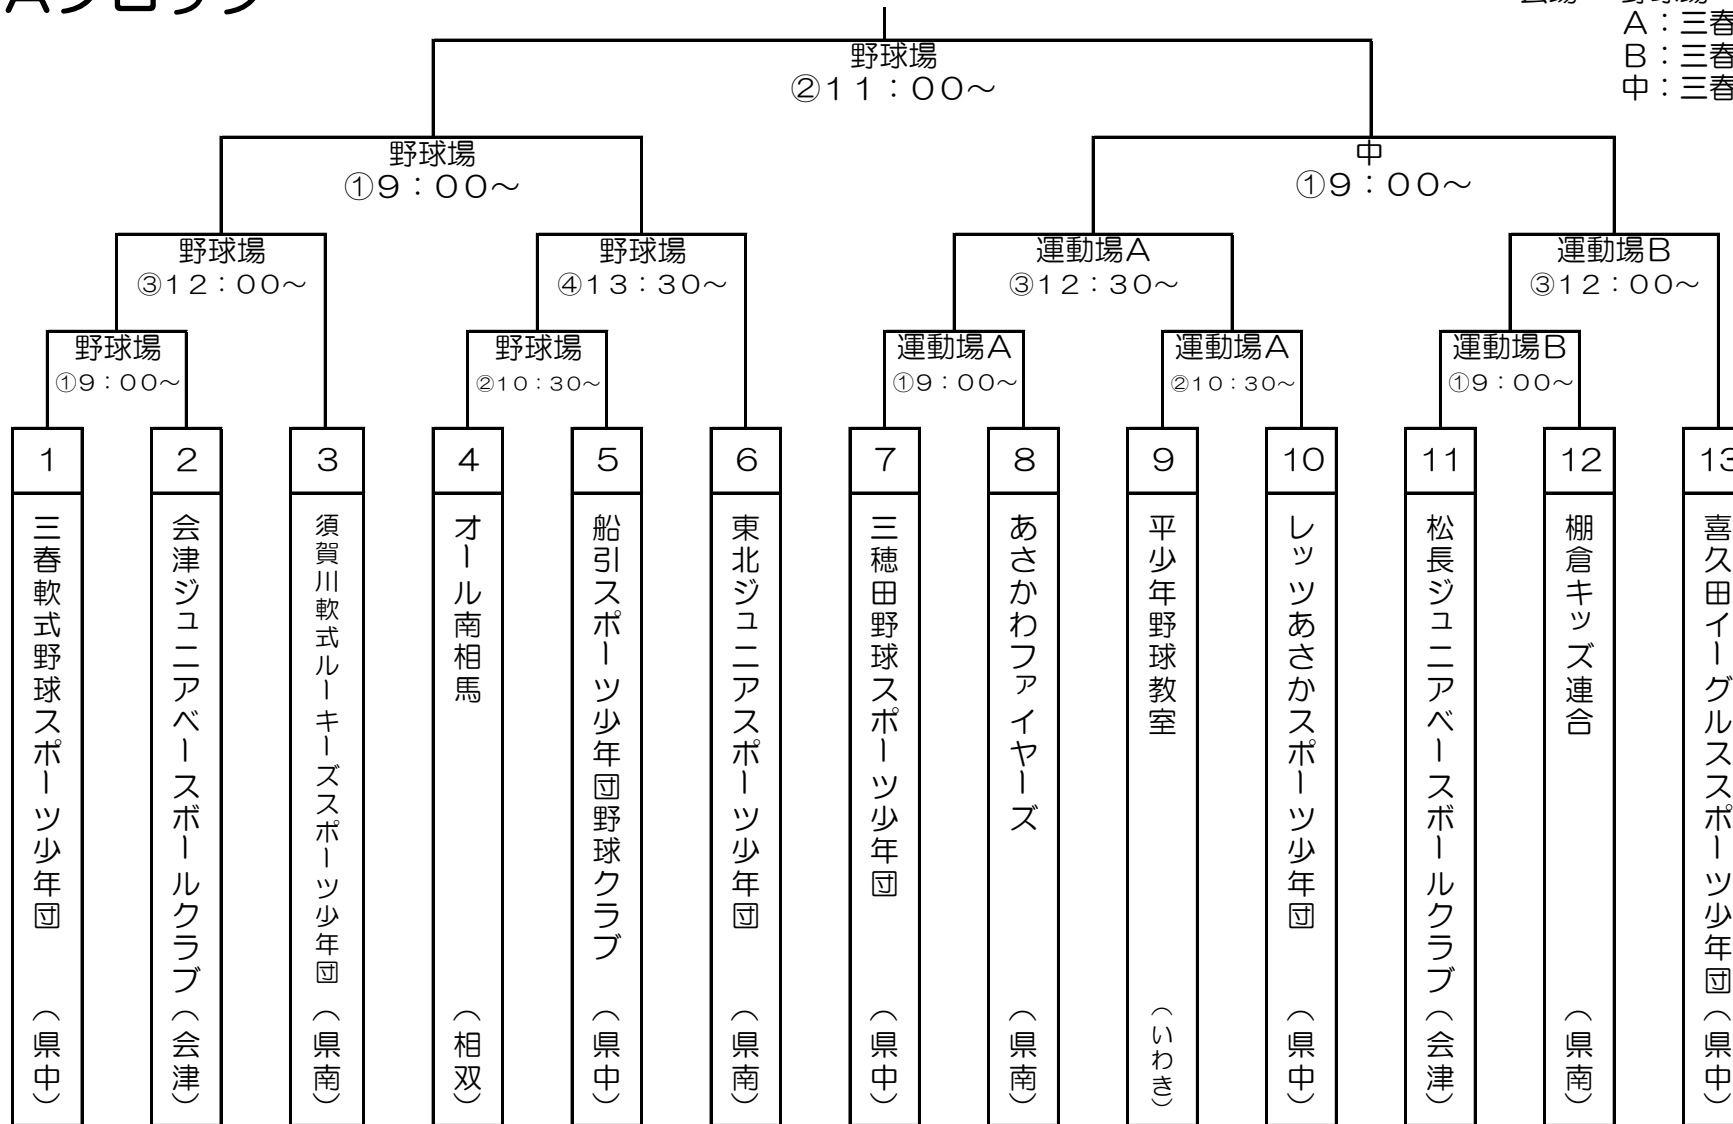 Aブロック
野球場
A：三春
B：三春
中：三春
野球場
②11：00～
野球場
①9：00～
中
①9：00～
野球場
③12：00～
野球場
④13：30～
運動場A
③12：30～
運動場B
③12：00～
野球場
①9：00～
野球場
②10：30～
運動場A
①9：00～
運動場A
②10：30～
運動場B
①9：00～
1
2
3
4
5
6
7
8
9
10
11
12
13
三春軟式野球スポーツ少年団（県中）
会津ジュニアベースボールクラブ（会津）
須賀川軟式ルーキーズスポーツ少年団（県南）
オール南相馬（相双）
船引スポーツ少年団野球クラブ（県中）
東北ジュニアスポーツ少年団（県南）
三穂田野球スポーツ少年団（県中）
あさかわファイヤーズ（県南）
平少年野球教室（いわき）
レッツあさかスポーツ少年団（県中）
松長ジュニアベースボールクラブ（会津）
棚倉キッズ連合（県南）
喜久田イーグルススポーツ少年団（県中）